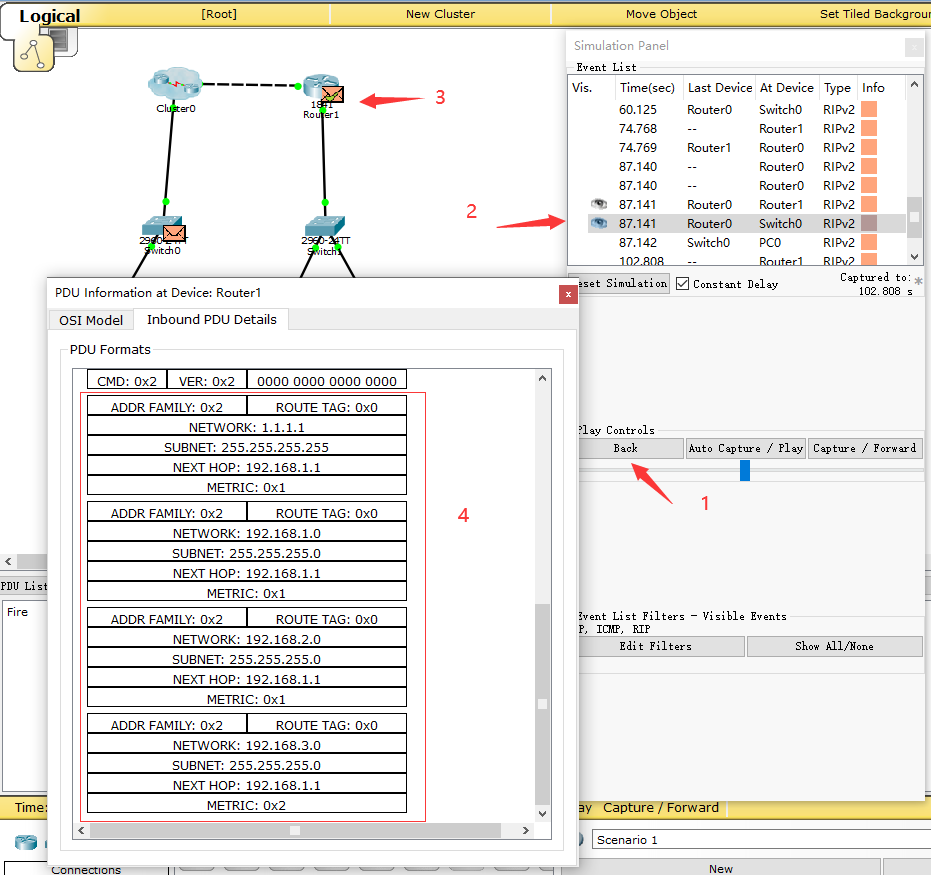 Logical [Root] New Cluster Move Object Set Tiled Backgroun
Simulation Panel
Event List
Vis. Time(sec) Last Device At Device Type Info
60.125 Router0 Switch0 RIPv2
74.768 -- Router1 RIPv2
74.769 Router1 Router0 RIPv2
87.140 -- Router0 RIPv2
87.140 -- Router0 RIPv2
87.141 Router0 Router1 RIPv2
87.141 Router0 Switch0 RIPv2
87.142 Switch0 PC0 RIPv2
102.808 -- Router1 RIPv2
eset Simulation Constant Delay
Captured to:
*
102.808 s
Play Controls
Back Auto Capture / Play Capture / Forward
Event List Filters - Visible Events
P, ICMP, RIP
Edit Filters Show All/None
Cluster0
1841
Router1
Switch0
2960-24TT
Switch
3
2
1
4
PDU Information at Device: Router1 x
OSI Model Inbound PDU Details
PDU Formats
CMD: 0x2 VER: 0x2 0000 0000 0000 0000
ADDR FAMILY: 0x2 ROUTE TAG: 0x0
NETWORK: 1.1.1.1
SUBNET: 255.255.255.255
NEXT HOP: 192.168.1.1
METRIC: 0x1
ADDR FAMILY: 0x2 ROUTE TAG: 0x0
NETWORK: 192.168.1.0
SUBNET: 255.255.255.0
NEXT HOP: 192.168.1.1
METRIC: 0x1
ADDR FAMILY: 0x2 ROUTE TAG: 0x0
NETWORK: 192.168.2.0
SUBNET: 255.255.255.0
NEXT HOP: 192.168.1.1
METRIC: 0x1
ADDR FAMILY: 0x2 ROUTE TAG: 0x0
NETWORK: 192.168.3.0
SUBNET: 255.255.255.0
NEXT HOP: 192.168.1.1
METRIC: 0x2
PDU List
Fire
Time:
ay Capture / Forward
Scenario 1
New
Connections